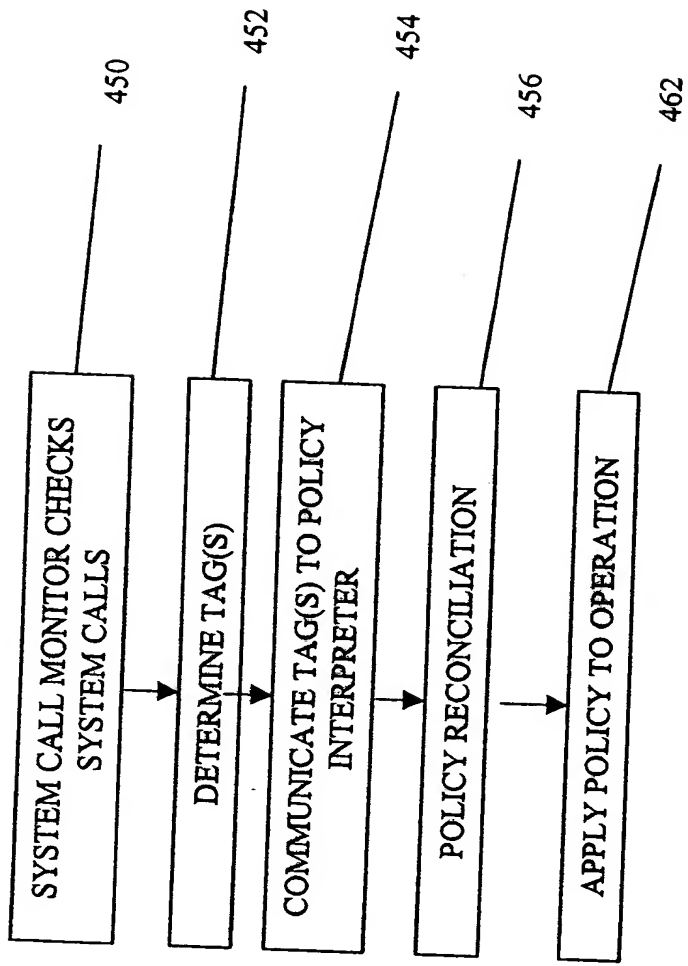 SYSTEM CALL MONITOR CHECKS
SYSTEM CALLS
450
DETERMINE TAG(S)
452
COMMUNICATE TAG(S) TO POLICY
INTERPRETER
454
POLICY RECONCILIATION
456
APPLY POLICY TO OPERATION
462